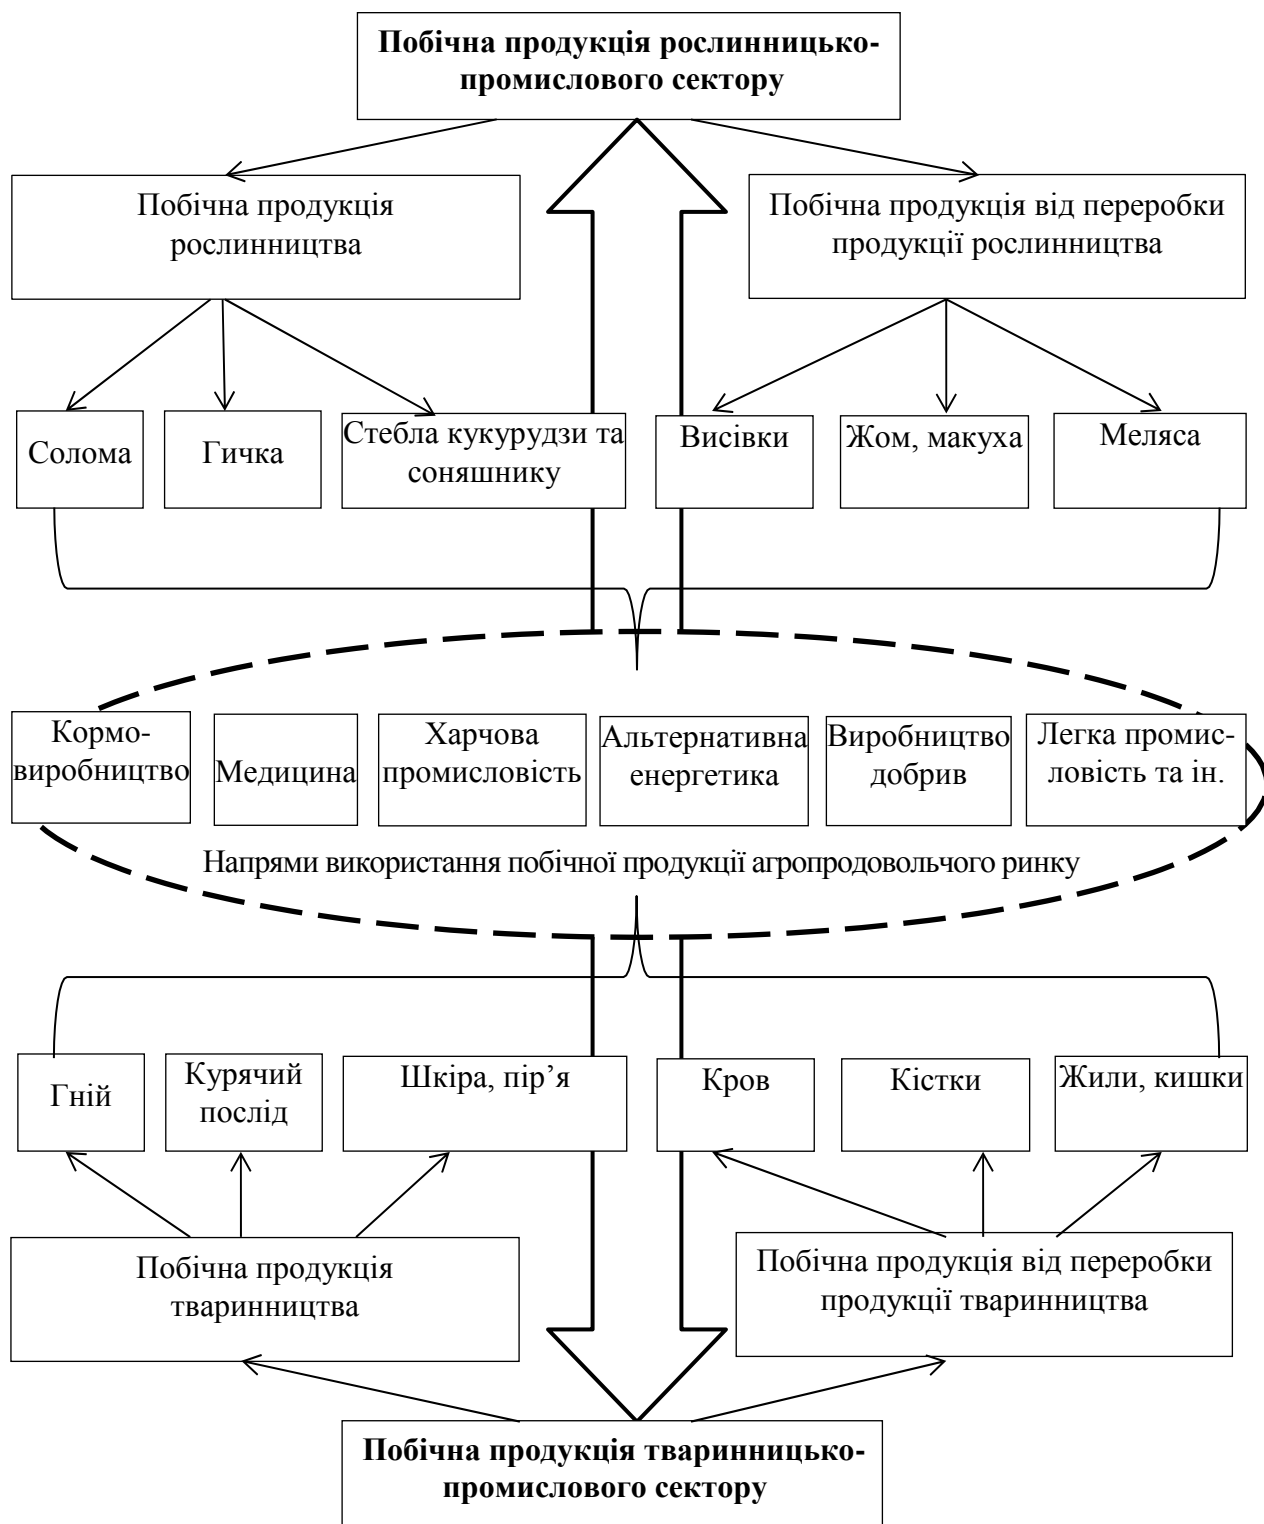 Побічна продукція рослинницько-
промислового сектору
Побічна продукція
рослинництва
Побічна продукція від переробки
продукції рослинництва
Солома
Гичка
Стебла кукурудзи та
соняшнику
Висівки
Жом, макуха
Меляса
Кормо-
виробництво
Медицина
Харчова
промисловість
Альтернативна
енергетика
Виробництво
добрив
Легка промис-
ловість та ін.
Напрями використання побічної продукції агропродовольчого ринку
Гній
Курячий
послід
Шкіра, пір’я
Кров
Кістки
Жили, кишки
Побічна продукція
тваринництва
Побічна продукція від переробки
продукції тваринництва
Побічна продукція тваринницько-
промислового сектору